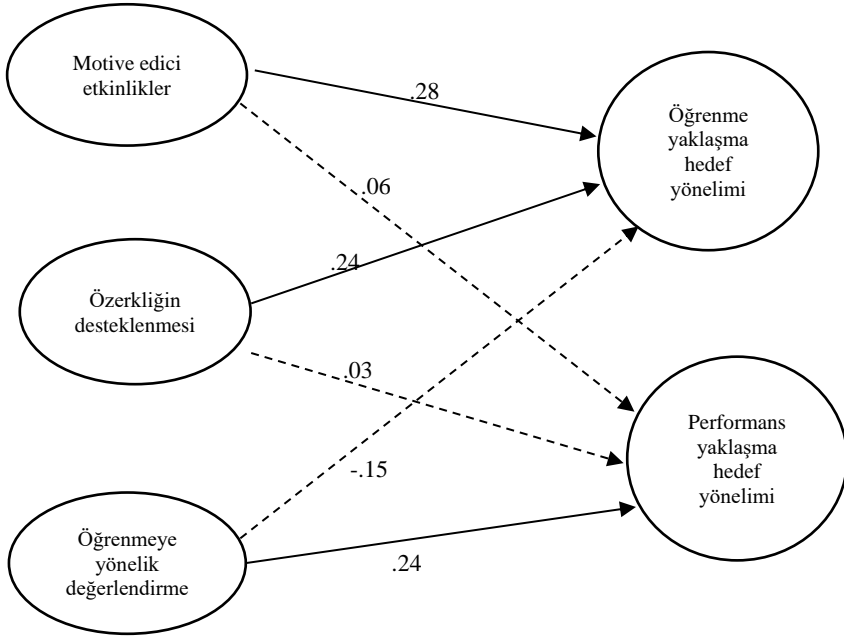 Motive edici
etkinlikler
.28
Öğrenme
yaklaşma
hedef
yönelimi
.06
.24
Özerkliğin
desteklenmesi
.03
-.15
Performans
yaklaşma
hedef
yönelimi
Öğrenmeye
yönelik
değerlendirme
.24